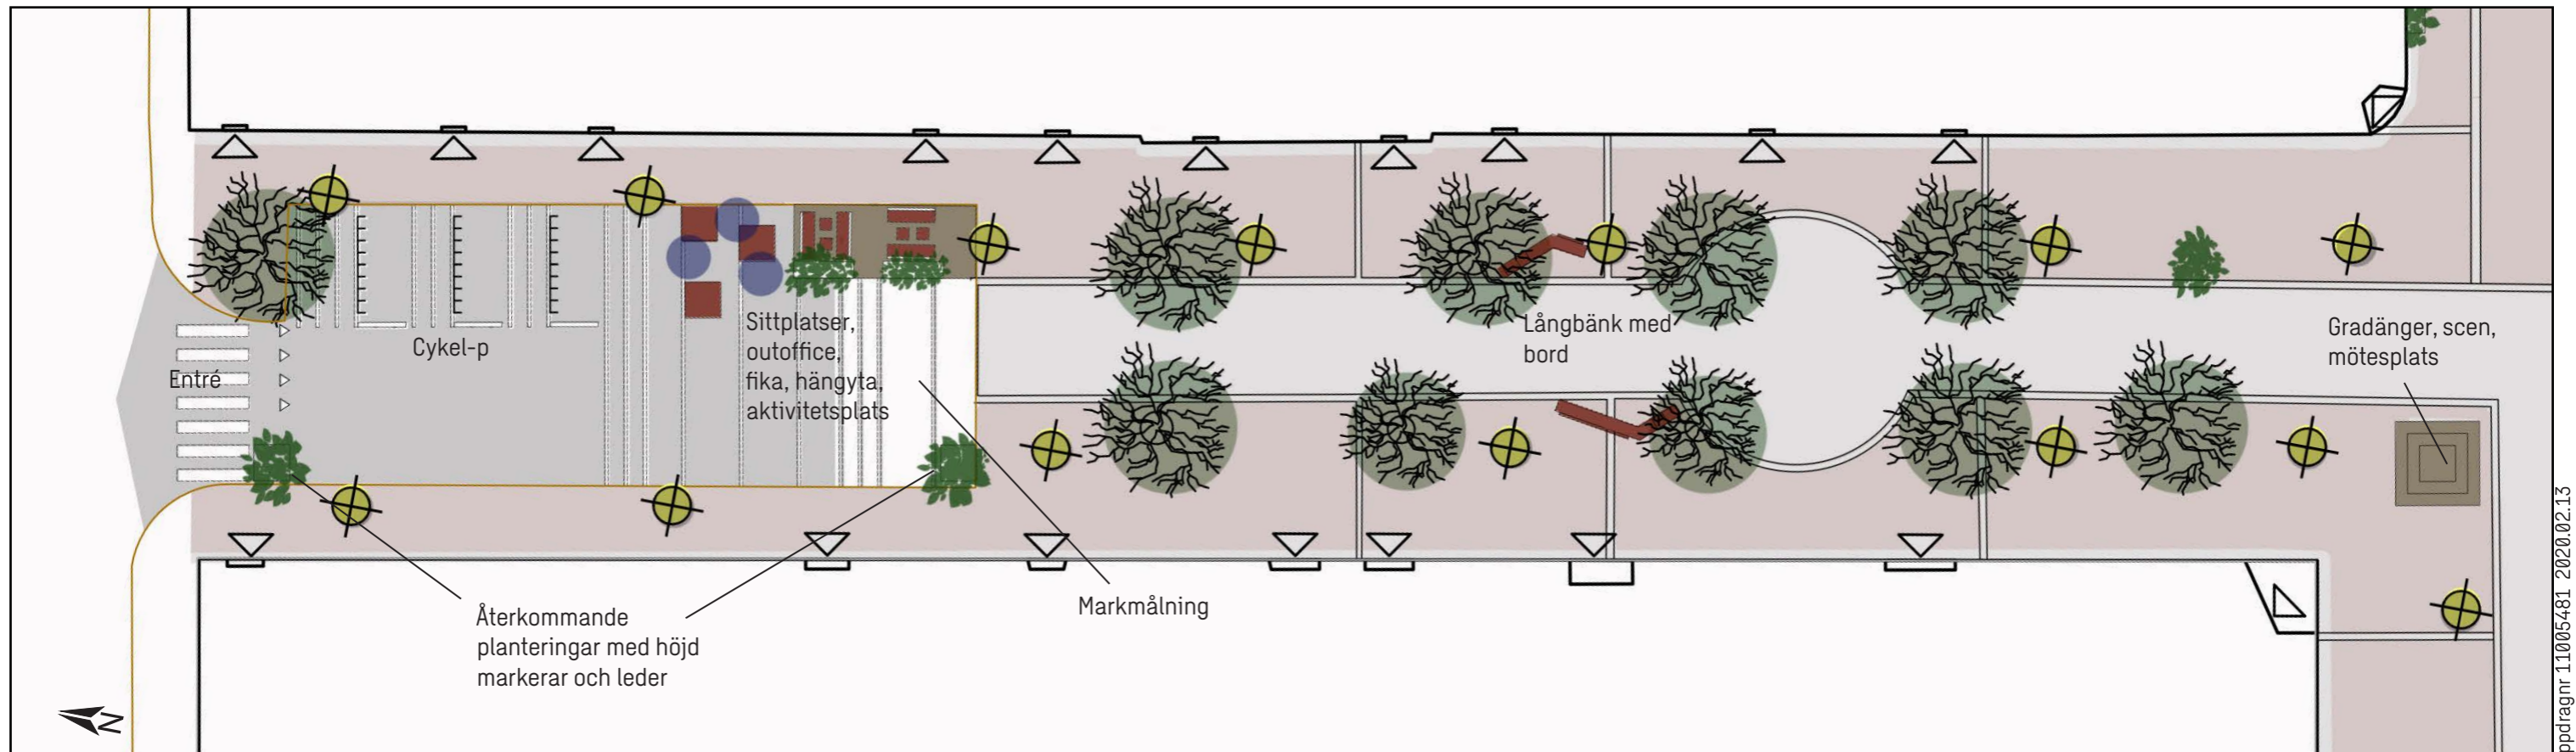 Entré
Cykel-p
Sittplatser,
outoffice,
fika, hängyta,
aktivitetsplats
Långbänk med
bord
Gradänger, scen,
mötesplats
Återkommande
planteringar med höjd
markerar och leder
Markmålning
N
ppdragnr 11005481 2020.02.13